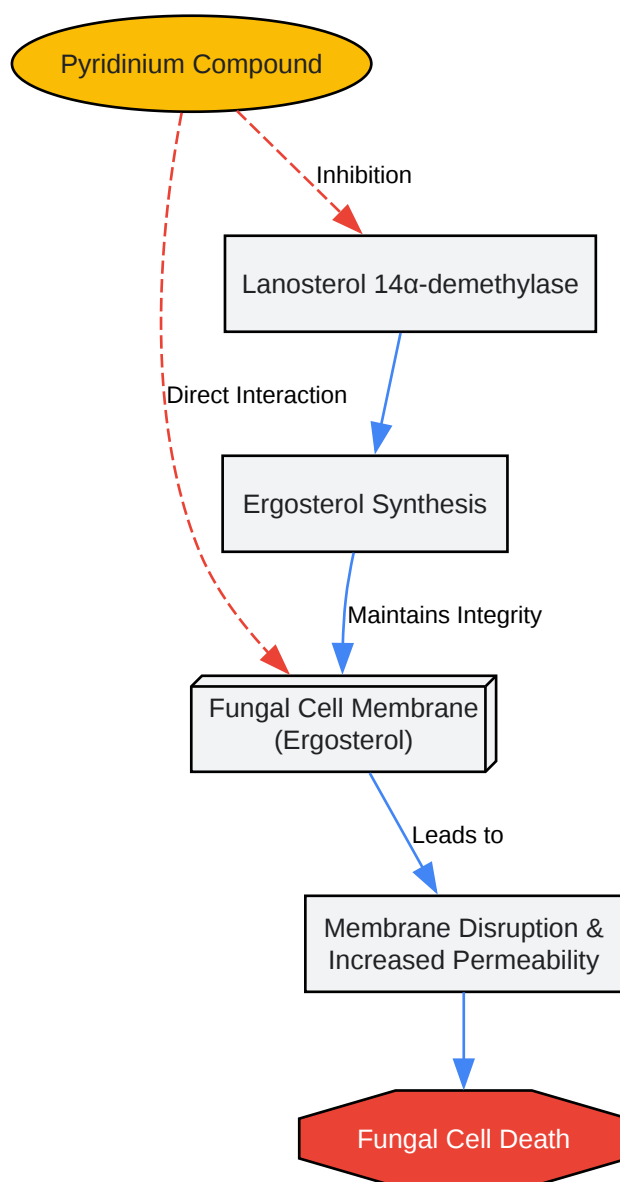 Pyridinium Compound
Inhibition
Lanosterol 14α-demethylase
Direct Interaction
Ergosterol Synthesis
Maintains Integrity
Fungal Cell Membrane
(Ergosterol)
Leads to
Membrane Disruption &
Increased Permeability
Fungal Cell Death